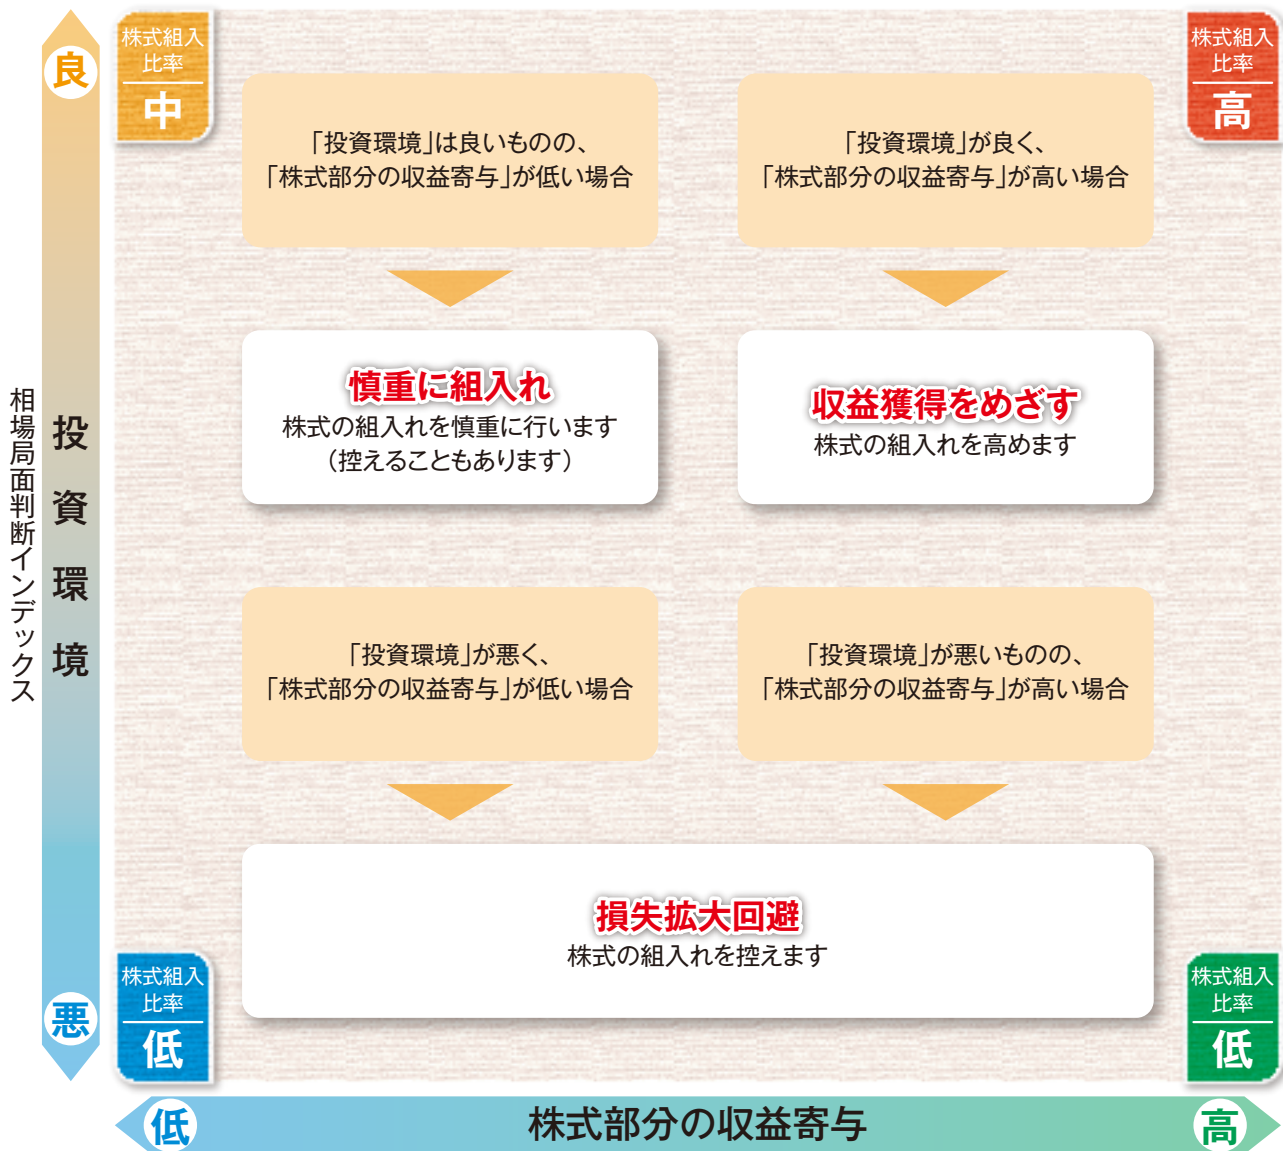 良
株式組入
比率
中
株式組入
比率
高
「投資環境」は良いものの、
「株式部分の収益寄与」が低い場合
「投資環境」が良く、
「株式部分の収益寄与」が高い場合
慎重に組入れ
株式の組入れを慎重に行います
(控えることもあります)
収益獲得をめざす
株式の組入れを高めます
相場局面判断インデックス
投資環境
「投資環境」が悪く、
「株式部分の収益寄与」が低い場合
「投資環境」が悪いものの、
「株式部分の収益寄与」が高い場合
損失拡大回避
株式の組入れを控えます
悪
株式組入
比率
低
株式組入
比率
低
低
株式部分の収益寄与
高